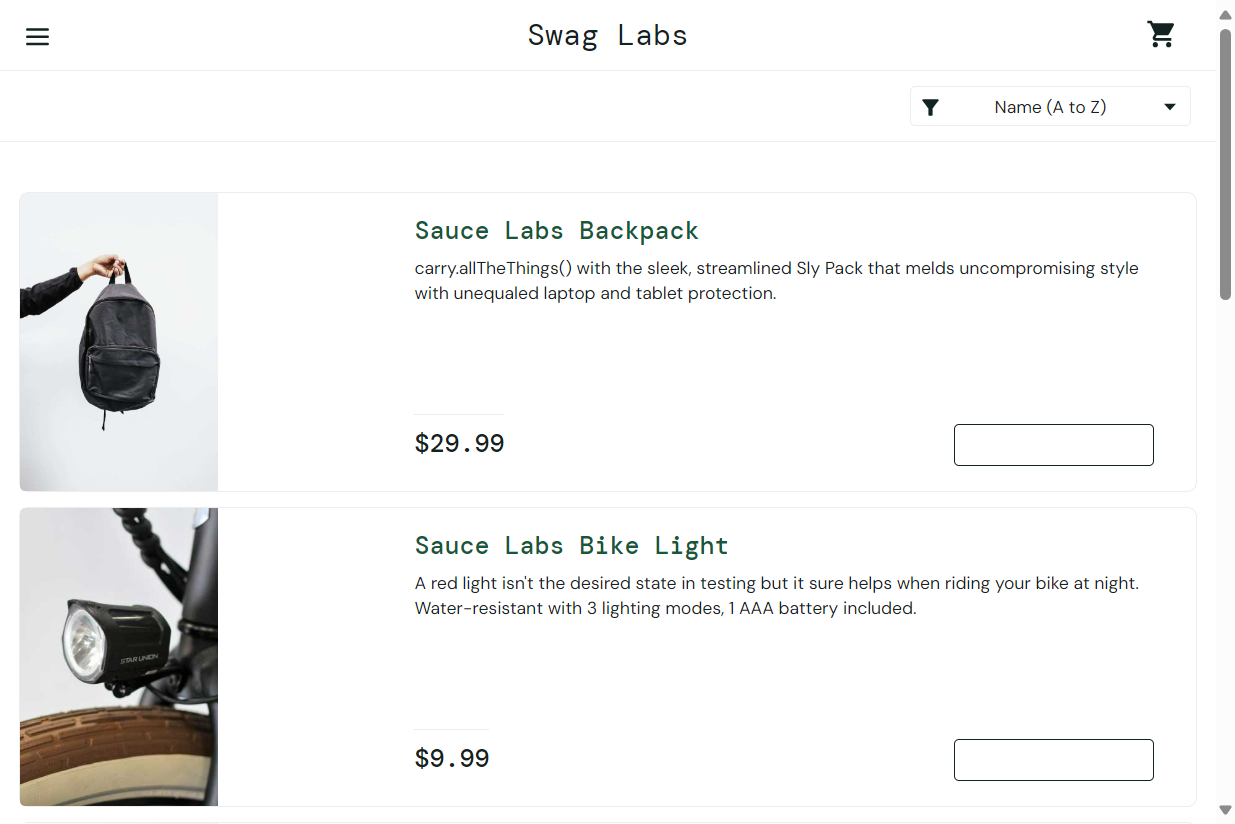 Swag Labs
Name (A to Z)
Sauce Labs Backpack
carry.allTheThings() with the sleek, streamlined Sly Pack that melds uncompromising style
with unequaled laptop and tablet protection.
$29.99
Sauce Labs Bike Light
A red light isn't the desired state in testing but it sure helps when riding your bike at night.
Water-resistant with 3 lighting modes, 1 AAA battery included.
STAR UNION
$9.99